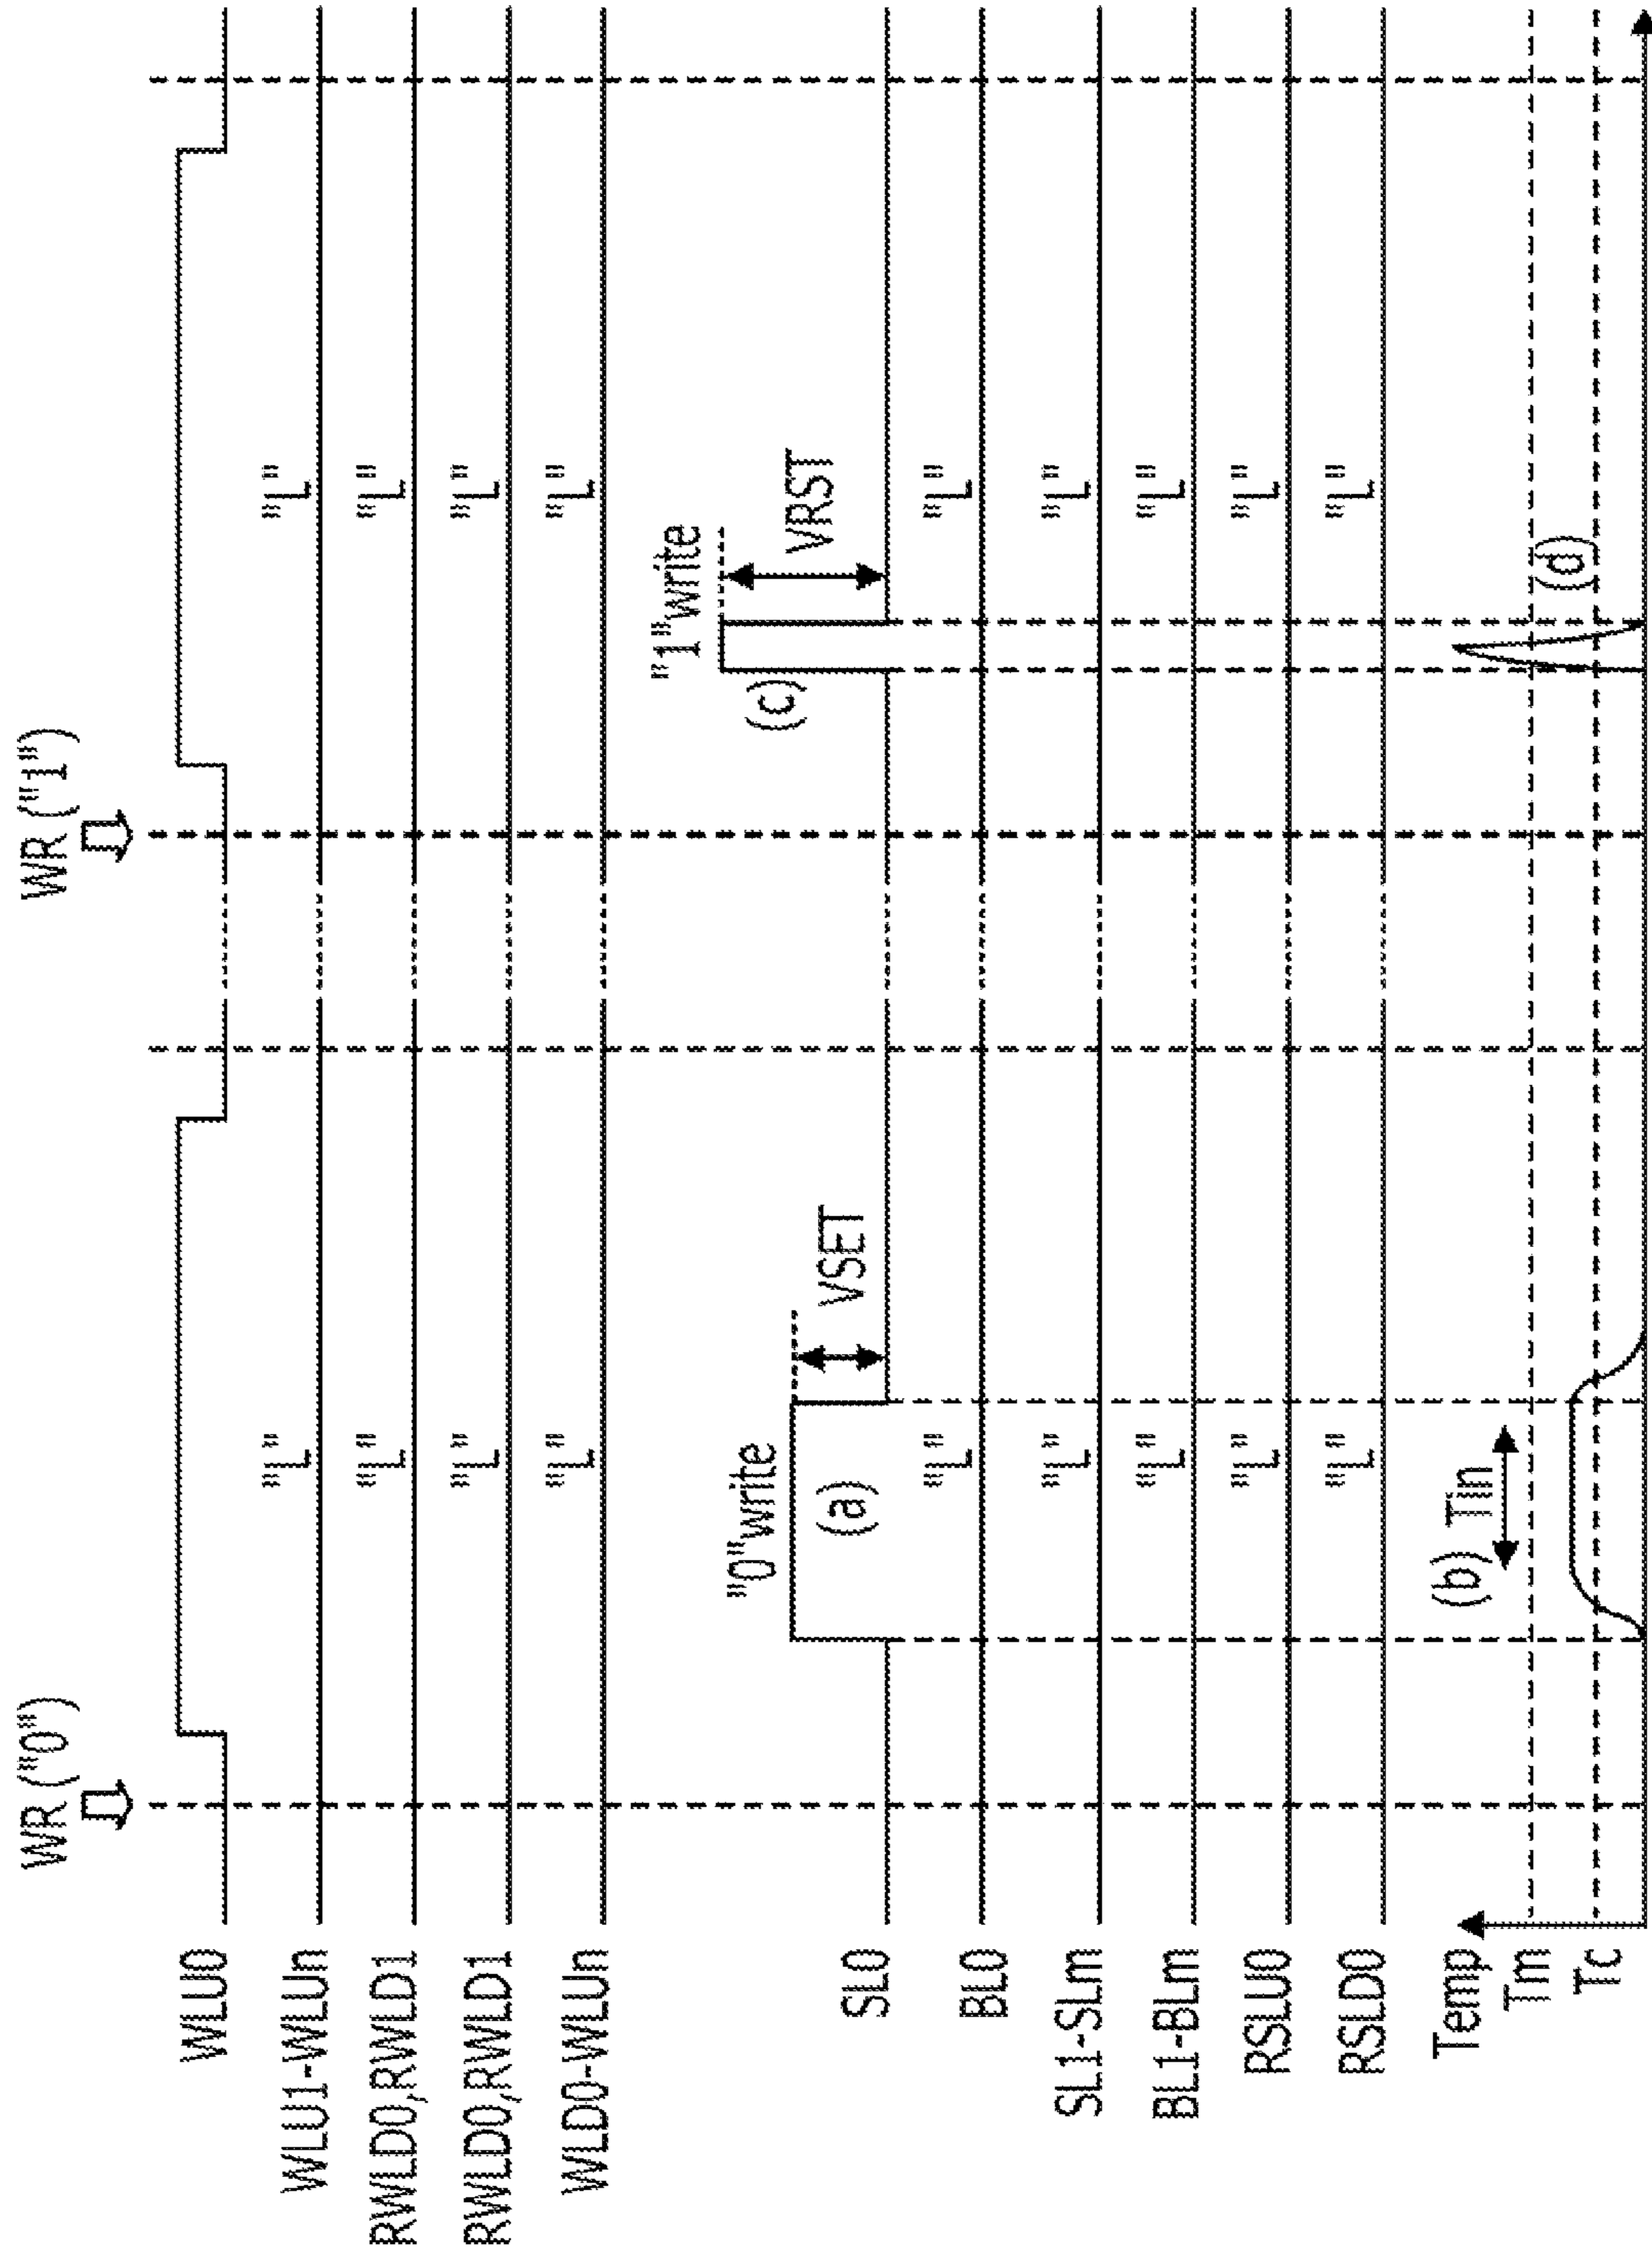 WR ("0")
WR ("1")
WLU0
WLU1-WLUn
"L"
"L"
RWLD0,RWLD1
"L"
"L"
RWLD0,RWLD1
"L"
"L"
WLD0-WLUn
"L"
"L"
"0"write
"1"write
SL0
(a)
VSET
(c)
VRST
BL0
"L"
"L"
SL1-SLm
"L"
"L"
BL1-BLm
"L"
"L"
RSLU0
"L"
"L"
RSLD0
"L"
"L"
Temp
(b) Tin
Tm
(d)
Tc